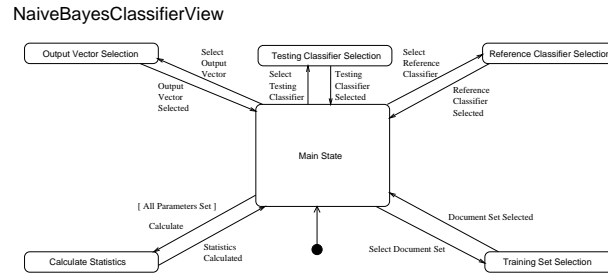 NaiveBayesClassifierView
Output Vector Selection
Select
Output
Vector
Testing Classifier Selection
Select
Reference
Classifier
Reference Classifier Selection
Output
Vector
Selected
Select
Testing
Classifier
Testing
Classifier
Selected
Reference
Classifier
Selected
Main State
[ All Parameters Set ]
Calculate
Statistics
Calculated
Document Set Selected
Select Document Set
Calculate Statistics
Training Set Selection